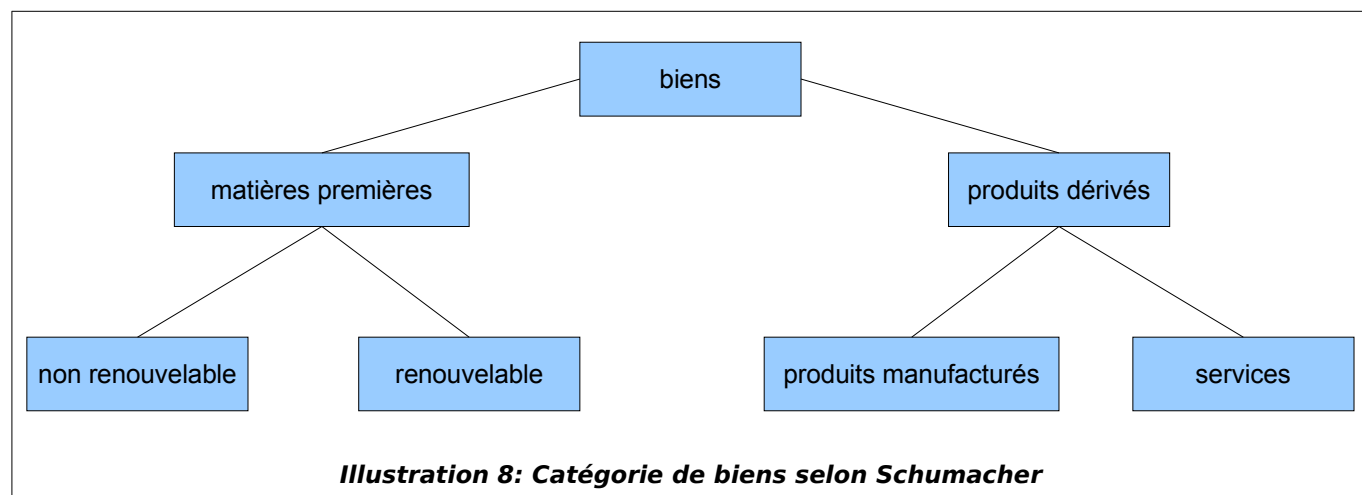 biens
matières premières
produits dérivés
non renouvelable
renouvelable
produits manufacturés
services
Illustration 8: Catégorie de biens selon Schumacher